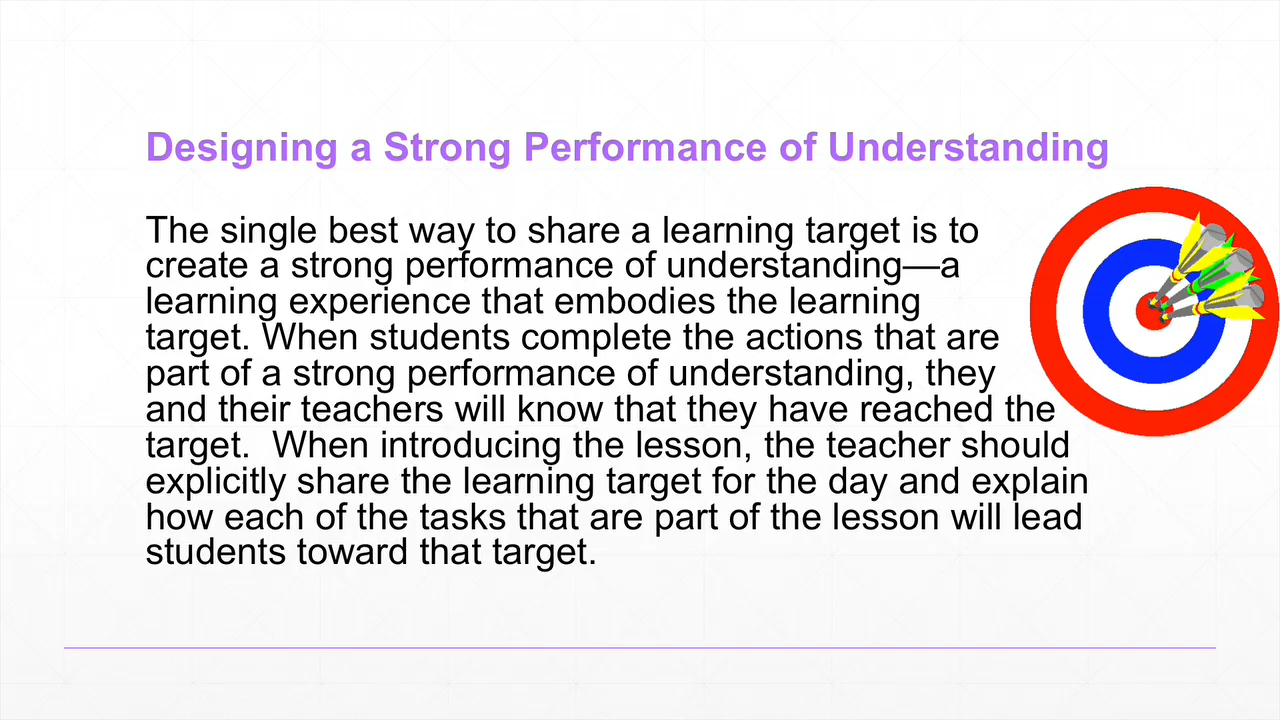 Designing a Strong Performance of Understanding
The single best way to share a learning target is to
create a strong performance of understanding—a
learning experience that embodies the learning
target. When students complete the actions that are
part of a strong performance of understanding, they
and their teachers will know that they have reached the
target.  When introducing the lesson, the teacher should
explicitly share the learning target for the day and explain
how each of the tasks that are part of the lesson will lead
students toward that target.